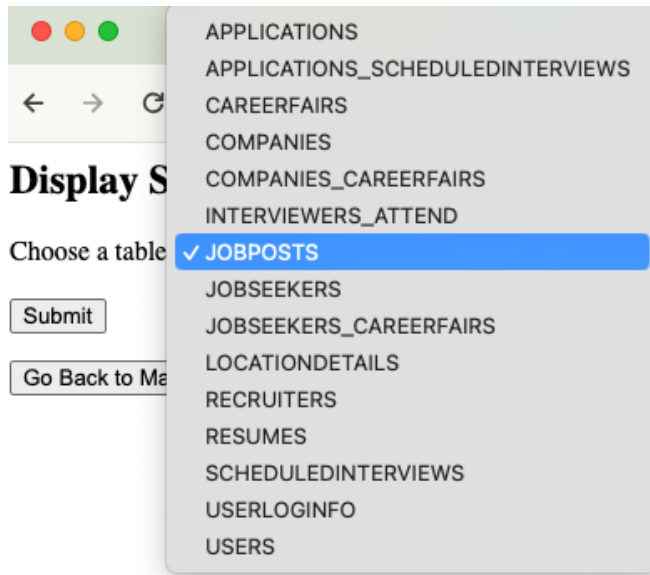 APPLICATIONS
APPLICATIONS_SCHEDULEDINTERVIEWS
CAREERFAIRS
COMPANIES
Display S
COMPANIES_CAREERFAIRS
INTERVIEWERS_ATTEND
Choose a table
✓ JOBPOSTS
JOBSEEKERS
Submit
JOBSEEKERS_CAREERFAIRS
LOCATIONDETAILS
Go Back to Ma
RECRUITERS
RESUMES
SCHEDULEDINTERVIEWS
USERLOGINFO
USERS